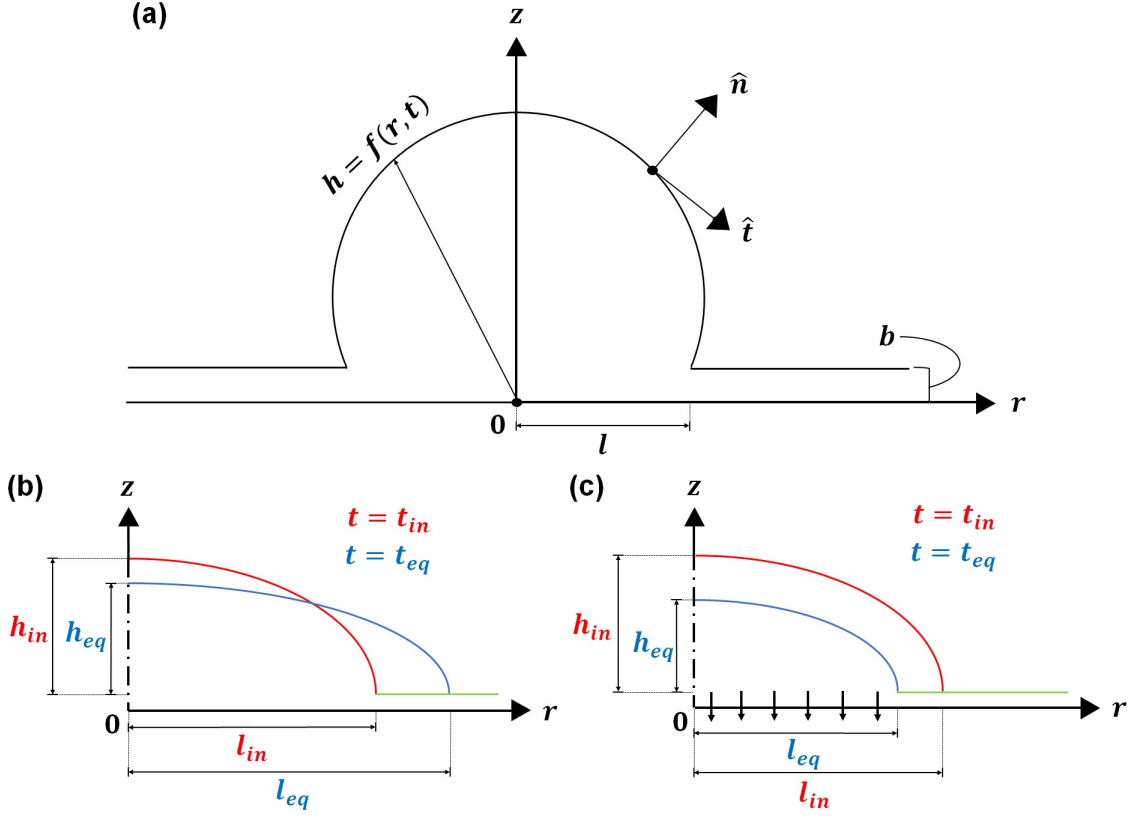 (a)
z
n̂
h = f(r, t)
t̂
b
0
r
l
(b)
z
t = t_in
t = t_eq
h_in
h_eq
0
r
l_in
l_eq
(c)
z
t = t_in
t = t_eq
h_in
h_eq
0
r
l_eq
l_in